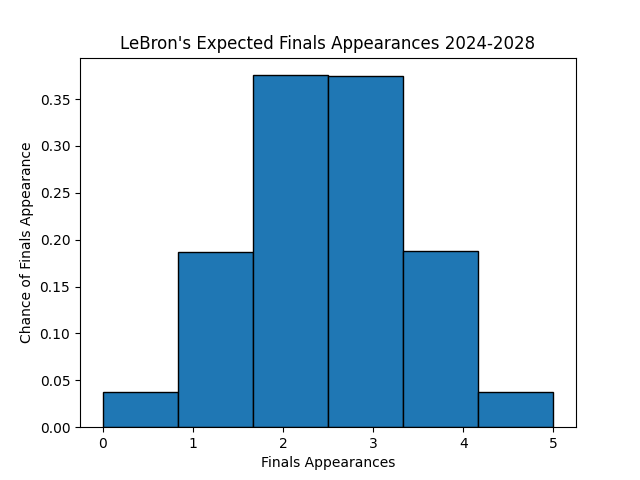 LeBron's Expected Finals Appearances 2024-2028
Chance of Finals Appearance
0.35
0.30
0.25
0.20
0.15
0.10
0.05
0.00
0 1 2 3 4 5
Finals Appearances